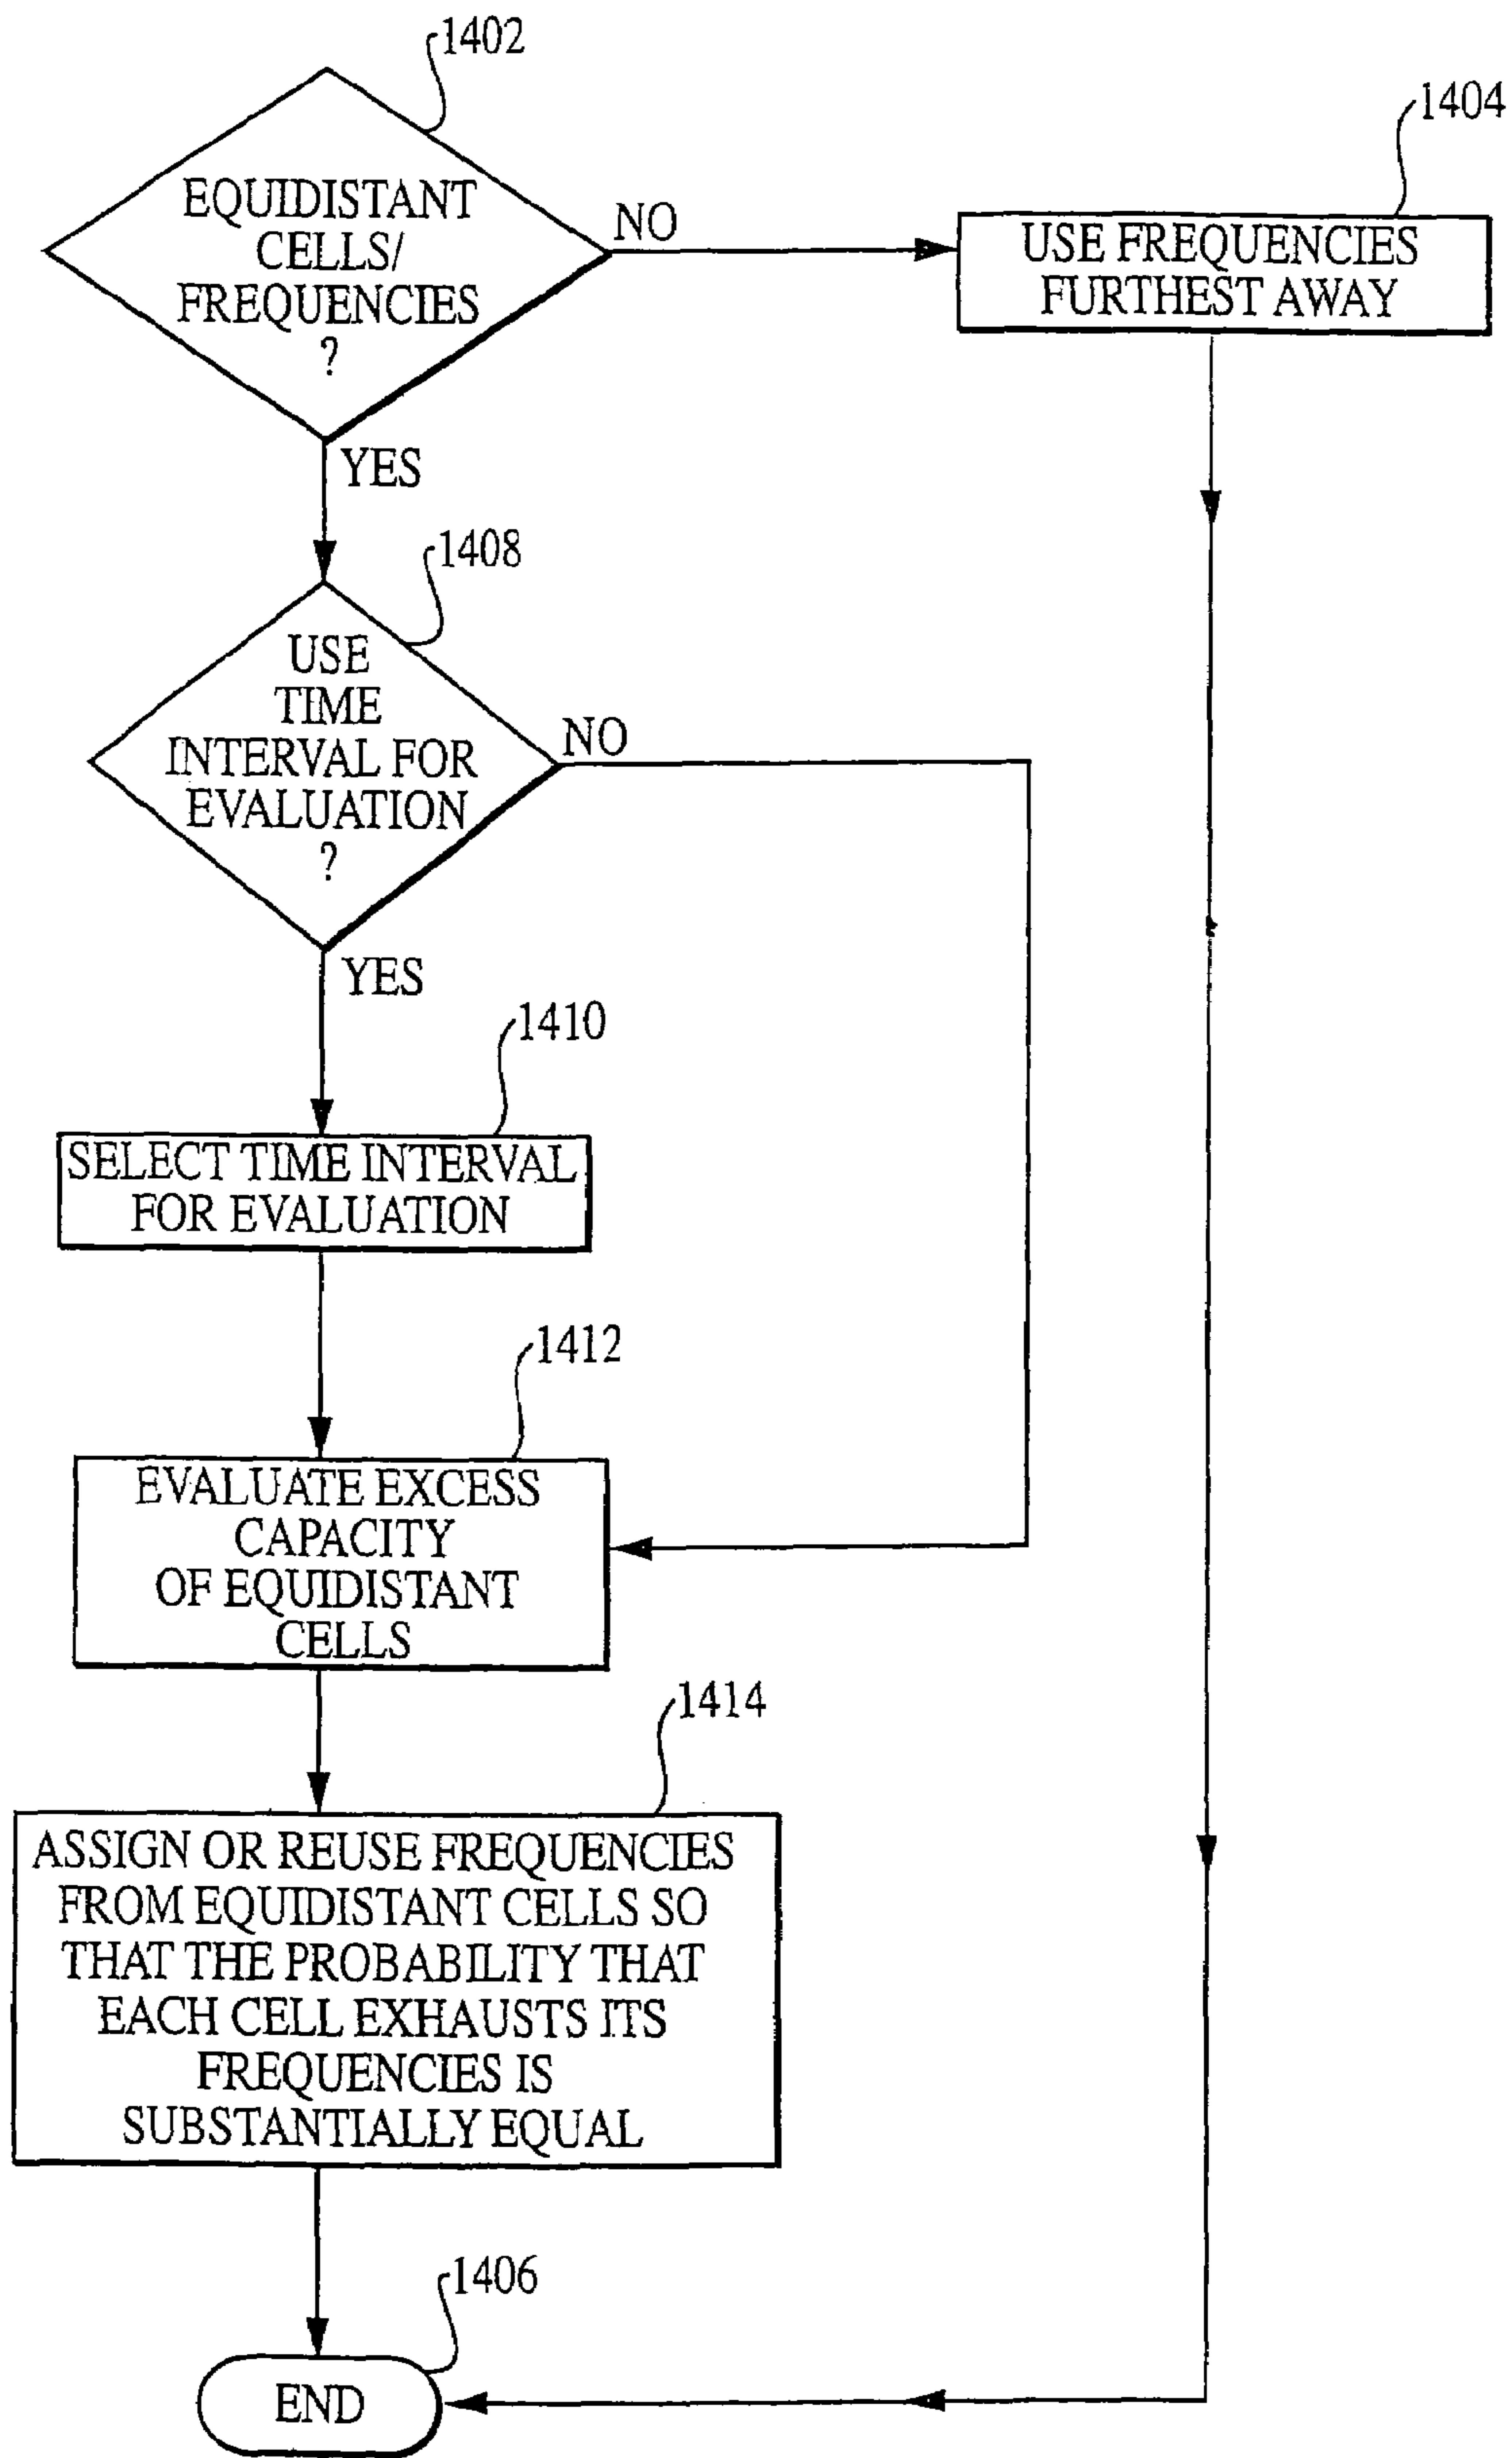 1402
EQUIDISTANT
CELLS/
FREQUENCIES
?
NO
1404
USE FREQUENCIES
FURTHEST AWAY
YES
1408
USE
TIME
INTERVAL FOR
EVALUATION
?
NO
YES
1410
SELECT TIME INTERVAL
FOR EVALUATION
1412
EVALUATE EXCESS
CAPACITY
OF EQUIDISTANT
CELLS
1414
ASSIGN OR REUSE FREQUENCIES
FROM EQUIDISTANT CELLS SO
THAT THE PROBABILITY THAT
EACH CELL EXHAUSTS ITS
FREQUENCIES IS
SUBSTANTIALLY EQUAL
1406
END